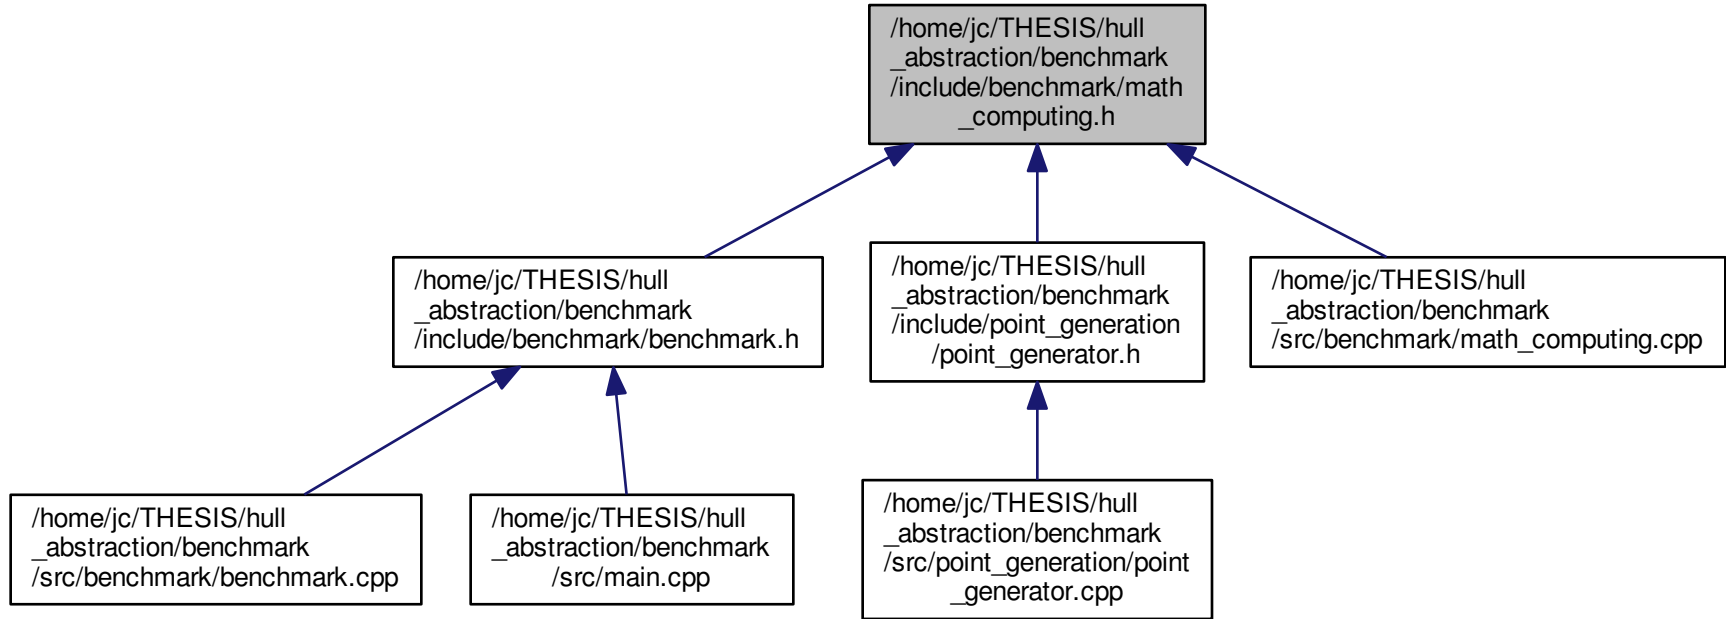 /home/jc/THESIS/hull
_abstraction/benchmark
/include/benchmark/math
_computing.h
/home/jc/THESIS/hull
_abstraction/benchmark
/include/benchmark/benchmark.h
/home/jc/THESIS/hull
_abstraction/benchmark
/include/point_generation
/point_generator.h
/home/jc/THESIS/hull
_abstraction/benchmark
/src/benchmark/math_computing.cpp
/home/jc/THESIS/hull
_abstraction/benchmark
/src/benchmark/benchmark.cpp
/home/jc/THESIS/hull
_abstraction/benchmark
/src/main.cpp
/home/jc/THESIS/hull
_abstraction/benchmark
/src/point_generation/point
_generator.cpp